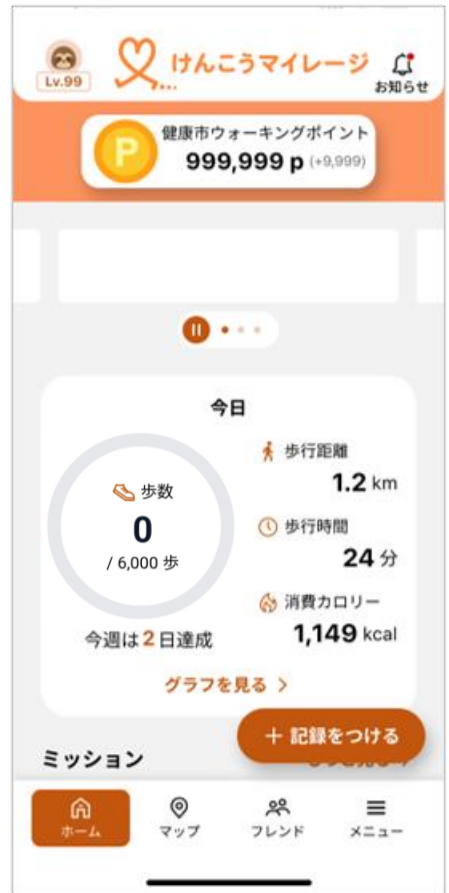 Lv.99
けんこうマイレージ
お知らせ
P
健康市ウォーキングポイント
999,999 p (+9,999)
今日
歩数
0
/ 6,000 歩
今週は2日達成
歩行距離
1.2 km
歩行時間
24 分
消費カロリー
1,149 kcal
グラフを見る >
+ 記録をつける
ミッション
ホーム
マップ
フレンド
メニュー